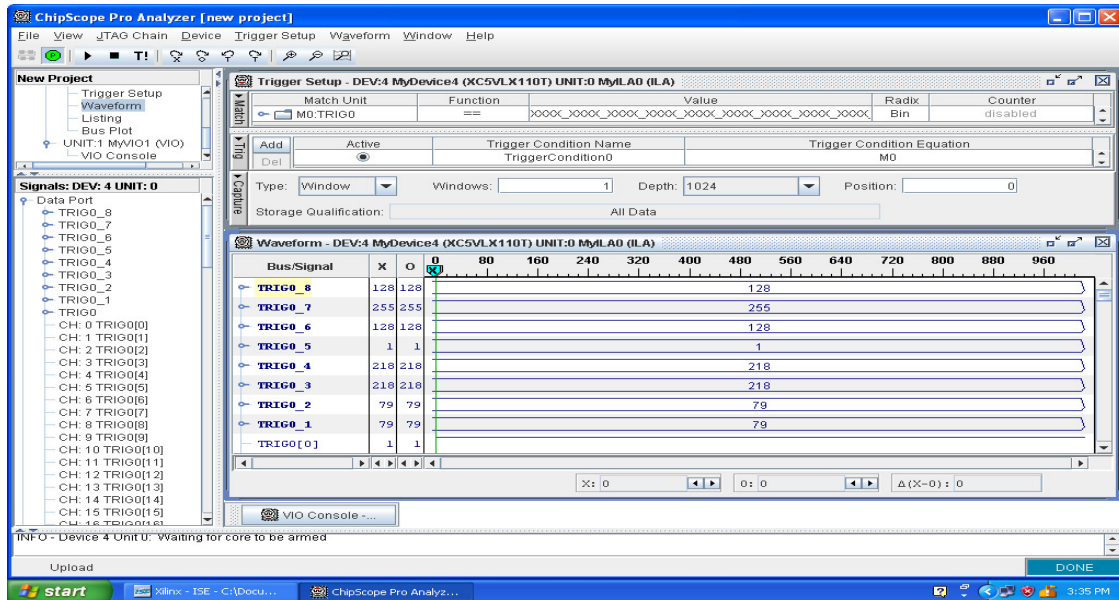 ChipScope Pro Analyzer [new project]
File View JTAG Chain Device Trigger Setup Waveform Window Help
T!
New Project
Trigger Setup
Waveform
Listing
Bus Plot
UNIT:1 MyVIO1 (VIO)
VIO Console
Signals: DEV: 4 UNIT: 0
Data Port
TRIG0_8
TRIG0_7
TRIG0_6
TRIG0_5
TRIG0_4
TRIG0_3
TRIG0_2
TRIG0_1
TRIG0
CH: 0 TRIG0[0]
CH: 1 TRIG0[1]
CH: 2 TRIG0[2]
CH: 3 TRIG0[3]
CH: 4 TRIG0[4]
CH: 5 TRIG0[5]
CH: 6 TRIG0[6]
CH: 7 TRIG0[7]
CH: 8 TRIG0[8]
CH: 9 TRIG0[9]
CH: 10 TRIG0[10]
CH: 11 TRIG0[11]
CH: 12 TRIG0[12]
CH: 13 TRIG0[13]
CH: 14 TRIG0[14]
CH: 15 TRIG0[15]
CH: 16 TRIG0[16]
Trigger Setup - DEV:4 MyDevice4 (XC5VLX110T) UNIT:0 MyILA0 (ILA)
Match
Match Unit Function Value Radix Counter
M0:TRIG0 == XXXX_XXXX_XXXX_XXXX_XXXX_XXXX_XXXX_XXXX_XXXX Bin disabled
Trig
Add Active Trigger Condition Name Trigger Condition Equation
Del TriggerCondition0 M0
Capture
Type: Window Windows: 1 Depth: 1024 Position: 0
Storage Qualification: All Data
Waveform - DEV:4 MyDevice4 (XC5VLX110T) UNIT:0 MyILA0 (ILA)
Bus/Signal X O 0 80 160 240 320 400 480 560 640 720 800 880 960
X
TRIG0_8 128 128 128
TRIG0_7 255 255 255
TRIG0_6 128 128 128
TRIG0_5 1 1 1
TRIG0_4 218 218 218
TRIG0_3 218 218 218
TRIG0_2 79 79 79
TRIG0_1 79 79 79
TRIG0[0] 1 1
X: 0 O: 0 Δ(X-O): 0
VIO Console -...
INFO - Device 4 Unit 0: Waiting for core to be armed
Upload DONE
start Xilinx - ISE - C:\Docu... ChipScope Pro Analyz... 3:35 PM